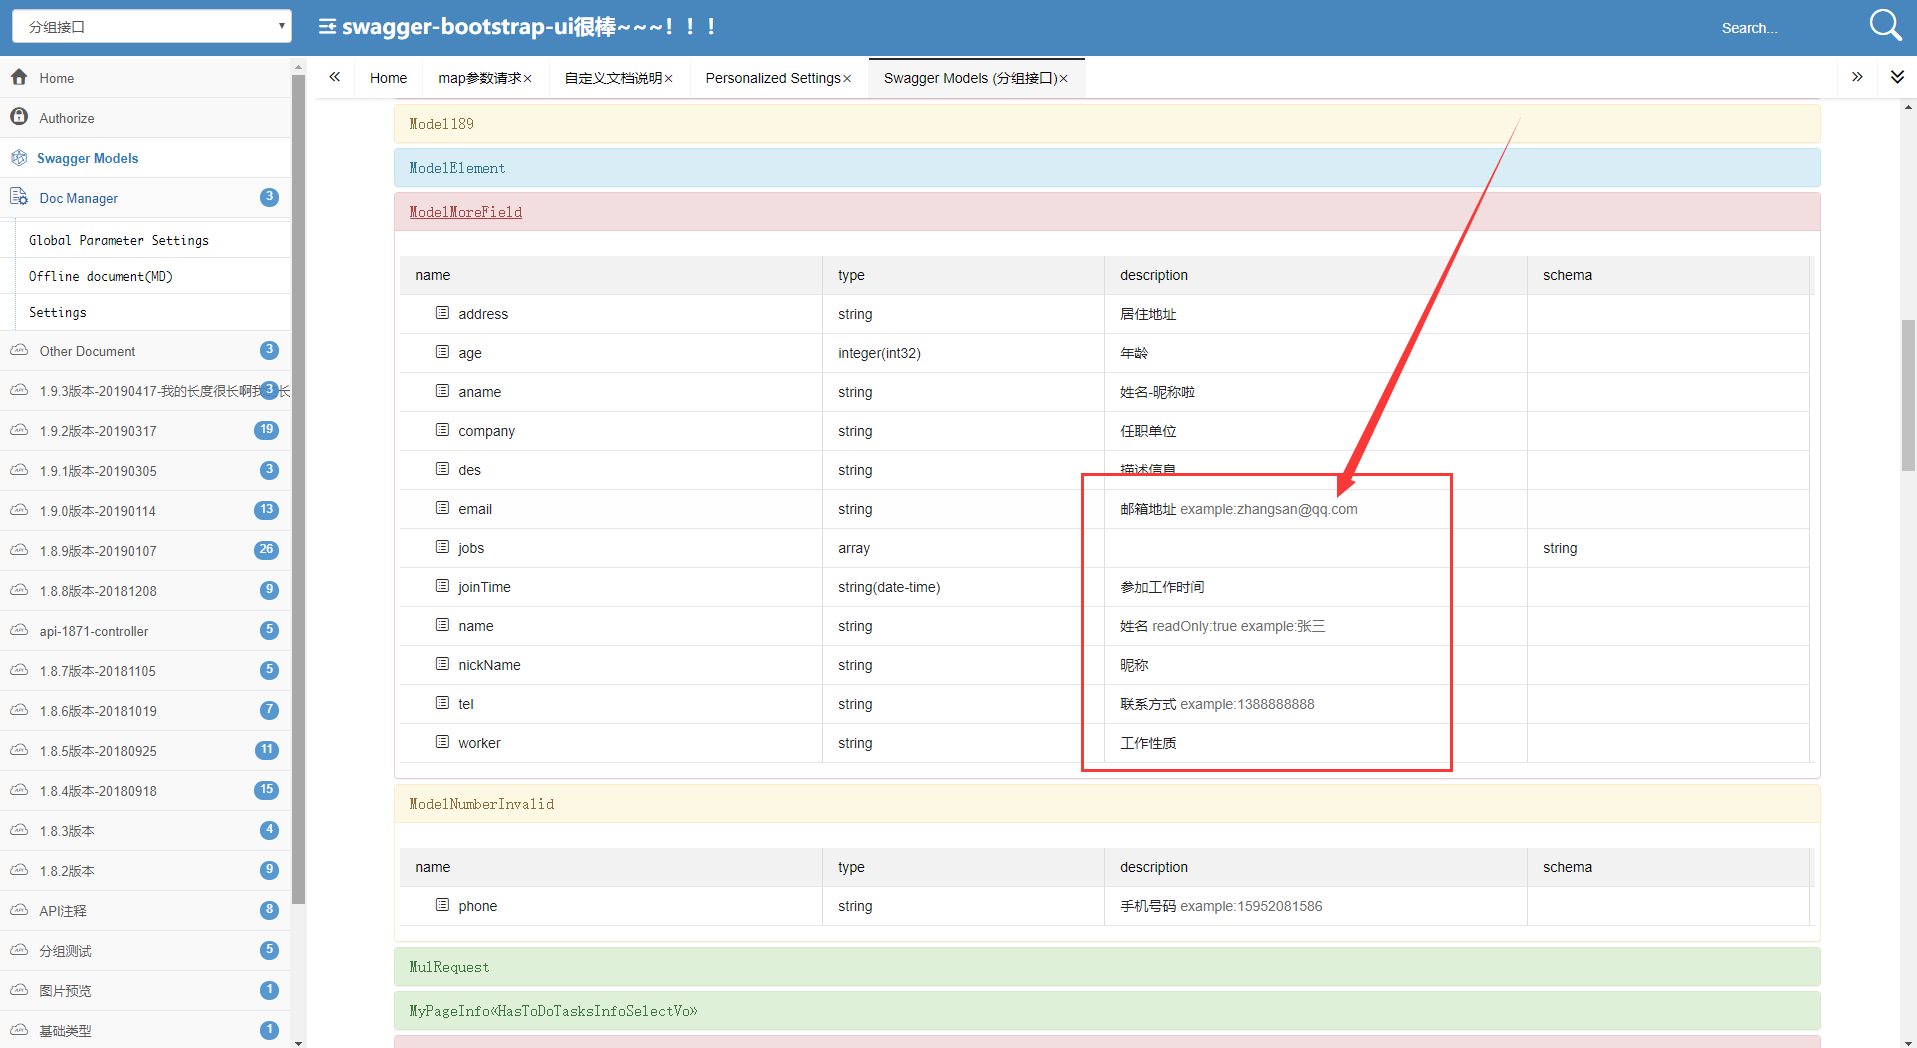 分组接口
swagger-bootstrap-ui很棒~~~！！！
Search...
Home
Authorize
Swagger Models
Doc Manager 3
Global Parameter Settings
Offline document(MD)
Settings
Other Document 3
1.9.3版本-20190417-我的长度很长啊我 3 长
1.9.2版本-20190317 19
1.9.1版本-20190305 3
1.9.0版本-20190114 13
1.8.9版本-20190107 26
1.8.8版本-20181208 9
api-1871-controller 5
1.8.7版本-20181105 5
1.8.6版本-20181019 7
1.8.5版本-20180925 11
1.8.4版本-20180918 15
1.8.3版本 4
1.8.2版本 9
API注释 8
分组测试 5
图片预览 1
基础类型 1
Home map参数请求× 自定义文档说明× Personalized Settings× Swagger Models (分组接口)×
Model189
ModelElement
ModelMoreField
name type description schema
address string 居住地址
age integer(int32) 年龄
aname string 姓名-昵称啦
company string 任职单位
des string 描述信息
email string 邮箱地址 example:zhangsan@qq.com
jobs array string
joinTime string(date-time) 参加工作时间
name string 姓名 readOnly:true example:张三
nickName string 昵称
tel string 联系方式 example:1388888888
worker string 工作性质
ModelNumberInvalid
name type description schema
phone string 手机号码 example:15952081586
MulRequest
MyPageInfo«HasToDoTasksInfoSelectVo»